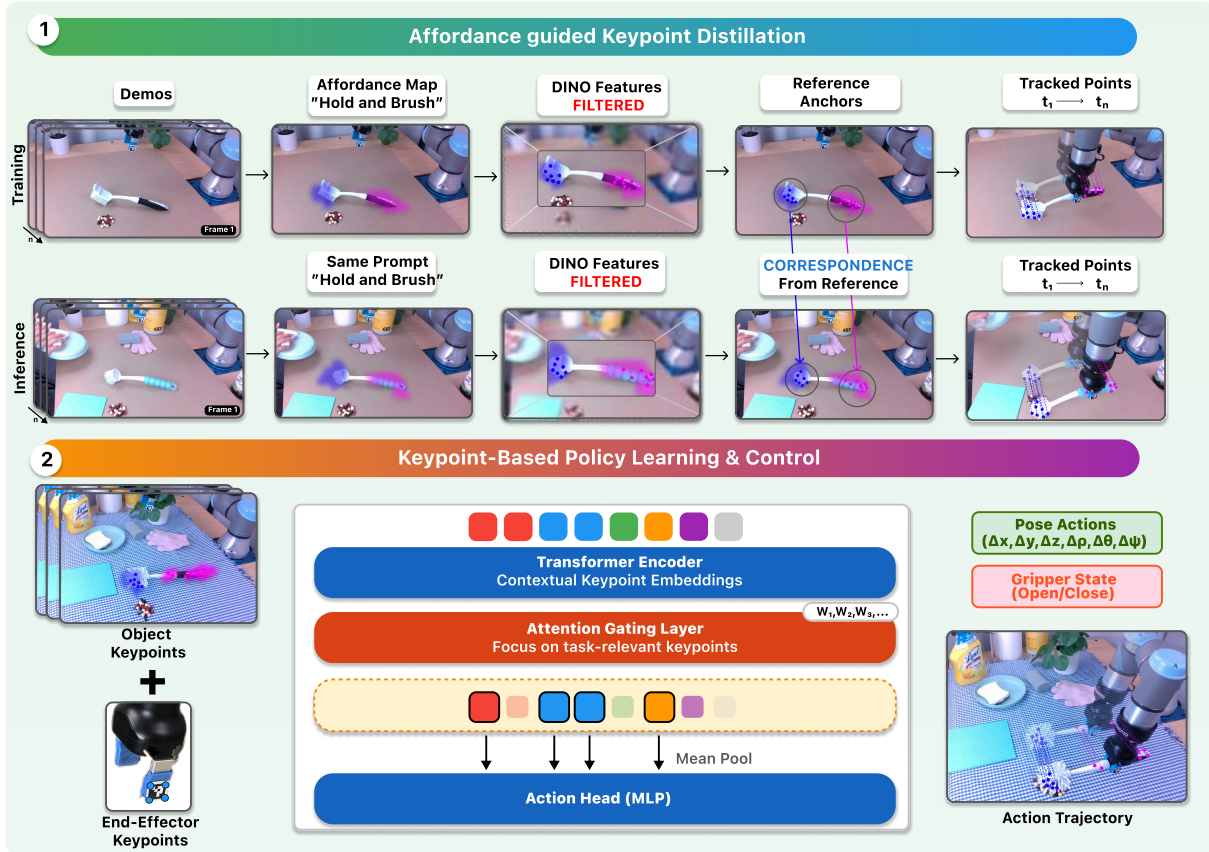 1
Affordance guided Keypoint Distillation
Training
Demos
Affordance Map
"Hold and Brush"
DINO Features
FILTERED
Reference
Anchors
Tracked Points
t₁ ⟶ tₙ
Frame 1
n
Inference
Same Prompt
"Hold and Brush"
DINO Features
FILTERED
CORRESPONDENCE
From Reference
Tracked Points
t₁ ⟶ tₙ
Frame 1
n
2
Keypoint-Based Policy Learning & Control
Object
Keypoints
+
End-Effector
Keypoints
Transformer Encoder
Contextual Keypoint Embeddings
W₁,W₂,W₃,...
Attention Gating Layer
Focus on task-relevant keypoints
Mean Pool
Action Head (MLP)
Pose Actions
(Δx,Δy,Δz,Δρ,Δθ,Δψ)
Gripper State
(Open/Close)
Lysol
Action Trajectory